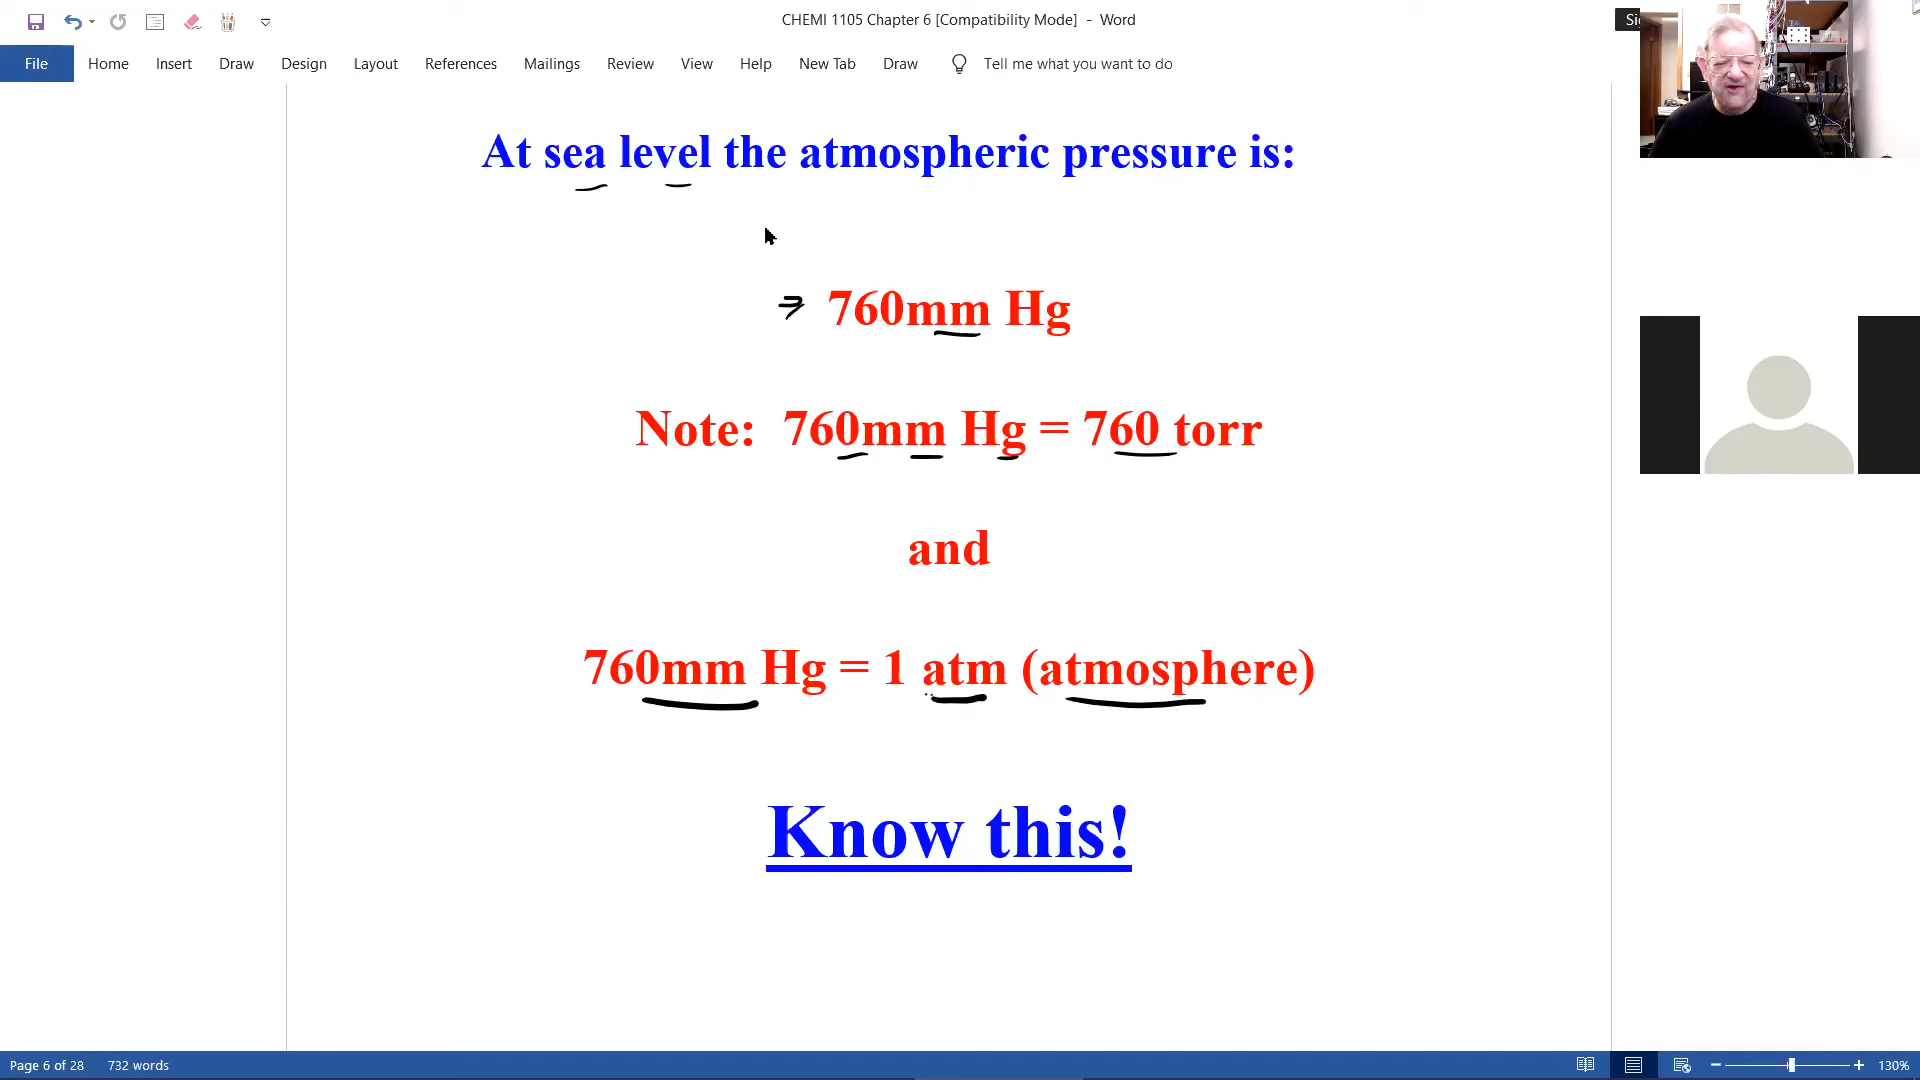 CHEMI 1105 Chapter 6 [Compatibility Mode] - Word
File Home Insert Draw Design Layout References Mailings Review View Help New Tab Draw Tell me what you want to do
At sea level the atmospheric pressure is:
760mm Hg
Note: 760mm Hg = 760 torr
and
760mm Hg = 1 atm (atmosphere)
Know this!
Page 6 of 28 732 words
130%